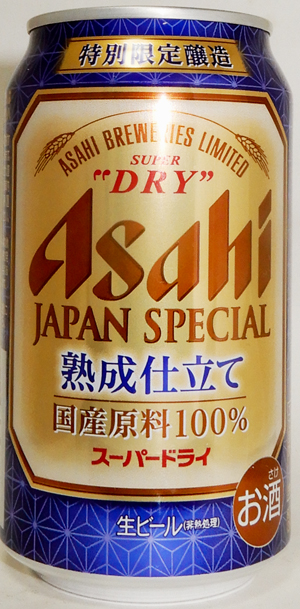 特別限定醸造
ASAHI BREWERIES LIMITED
SUPER
"DRY"
Asahi
JAPAN SPECIAL
熟成仕立て
国産原料100%
スーパードライ
さけ
お酒
生ビール(非熱処理)